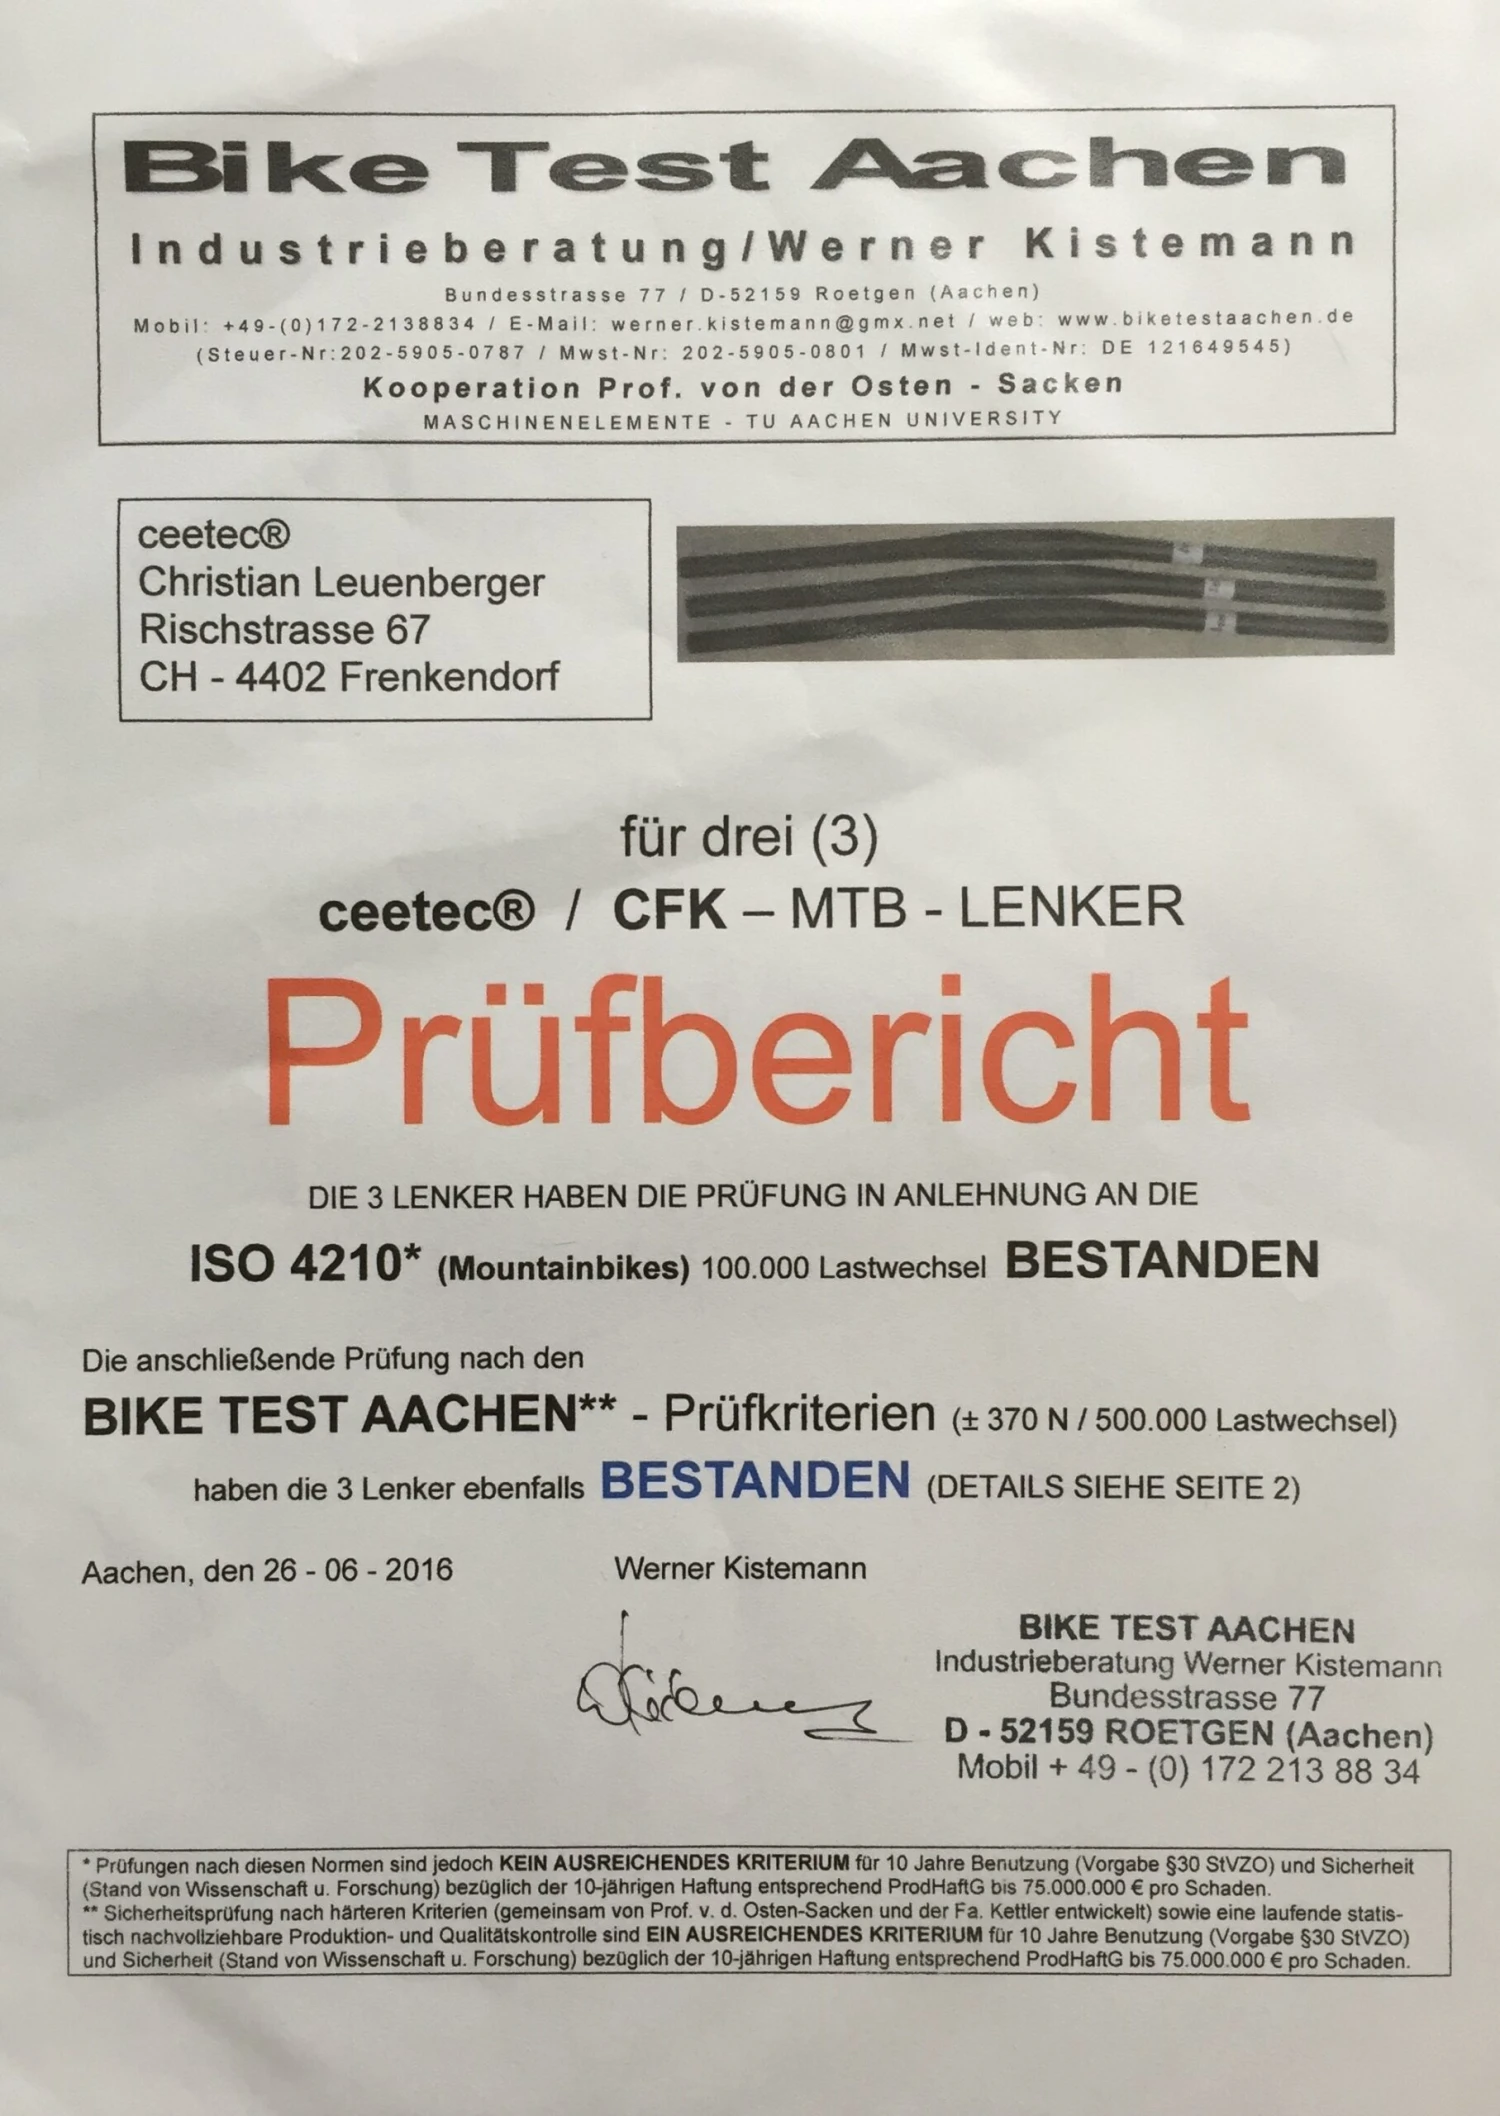 Bike Test Aachen
Industrieberatung/Werner Kistemann
Bundesstrasse 77 / D-52159 Roetgen (Aachen)
Mobil: +49-(0)172-2138834 / E-Mail: werner.kistemann@gmx.net / web: www.biketestaachen.de
(Steuer-Nr:202-5905-0787 / Mwst-Nr: 202-5905-0801 / Mwst-Ident-Nr: DE 121649545)
Kooperation Prof. von der Osten - Sacken
MASCHINENELEMENTE - TU AACHEN UNIVERSITY
ceetec®
Christian Leuenberger
Rischstrasse 67
CH - 4402 Frenkendorf
für drei (3)
ceetec® / CFK – MTB - LENKER
Prüfbericht
DIE 3 LENKER HABEN DIE PRÜFUNG IN ANLEHNUNG AN DIE
ISO 4210* (Mountainbikes) 100.000 Lastwechsel BESTANDEN
Die anschließende Prüfung nach den
BIKE TEST AACHEN** - Prüfkriterien (± 370 N / 500.000 Lastwechsel)
haben die 3 Lenker ebenfalls BESTANDEN (DETAILS SIEHE SEITE 2)
Aachen, den 26 - 06 - 2016 Werner Kistemann
BIKE TEST AACHEN
Industrieberatung Werner Kistemann
Bundesstrasse 77
D - 52159 ROETGEN (Aachen)
Mobil + 49 - (0) 172 213 88 34
* Prüfungen nach diesen Normen sind jedoch KEIN AUSREICHENDES KRITERIUM für 10 Jahre Benutzung (Vorgabe §30 StVZO) und Sicherheit
(Stand von Wissenschaft u. Forschung) bezüglich der 10-jährigen Haftung entsprechend ProdHaftG bis 75.000.000 € pro Schaden.
** Sicherheitsprüfung nach härteren Kriterien (gemeinsam von Prof. v. d. Osten-Sacken und der Fa. Kettler entwickelt) sowie eine laufende statis-
tisch nachvollziehbare Produktion- und Qualitätskontrolle sind EIN AUSREICHENDES KRITERIUM für 10 Jahre Benutzung (Vorgabe §30 StVZO)
und Sicherheit (Stand von Wissenschaft u. Forschung) bezüglich der 10-jährigen Haftung entsprechend ProdHaftG bis 75.000.000 € pro Schaden.